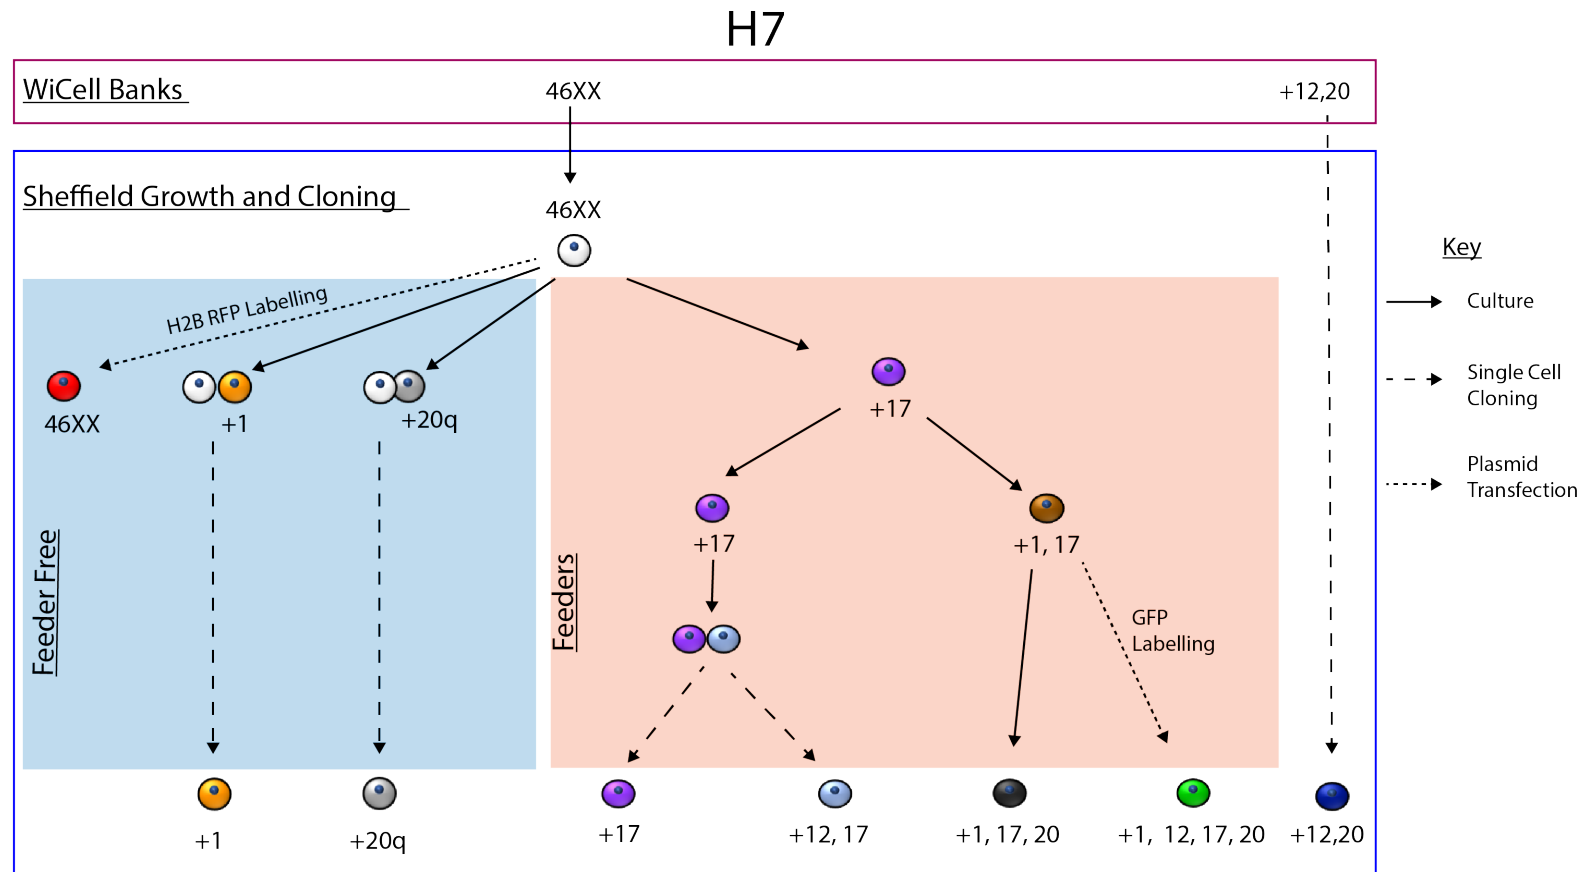 H7
WiCell Banks
46XX
+12,20
Sheffield Growth and Cloning
46XX
Key
Culture
H2B RFP Labelling
Single Cell
Cloning
46XX
+1
+20q
+17
Plasmid
Transfection
Feeder Free
Feeders
+17
+1, 17
GFP
Labelling
+1
+20q
+17
+12, 17
+1, 17, 20
+1, 12, 17, 20
+12,20